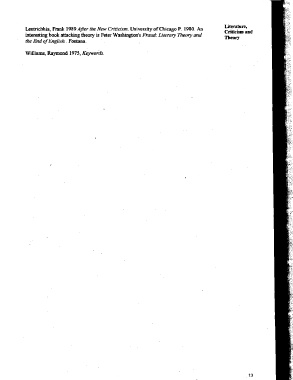 Lentricchia, Frank 1980 After the New Criticism. University of Chicago P. 1980. An
interesting book attacking theory is Peter Washington's Fraud: Literary Theory and
the End of English. Fontana.
Williams, Raymond 1975, Keywords.
Literature,
Criticism and
Theory
13